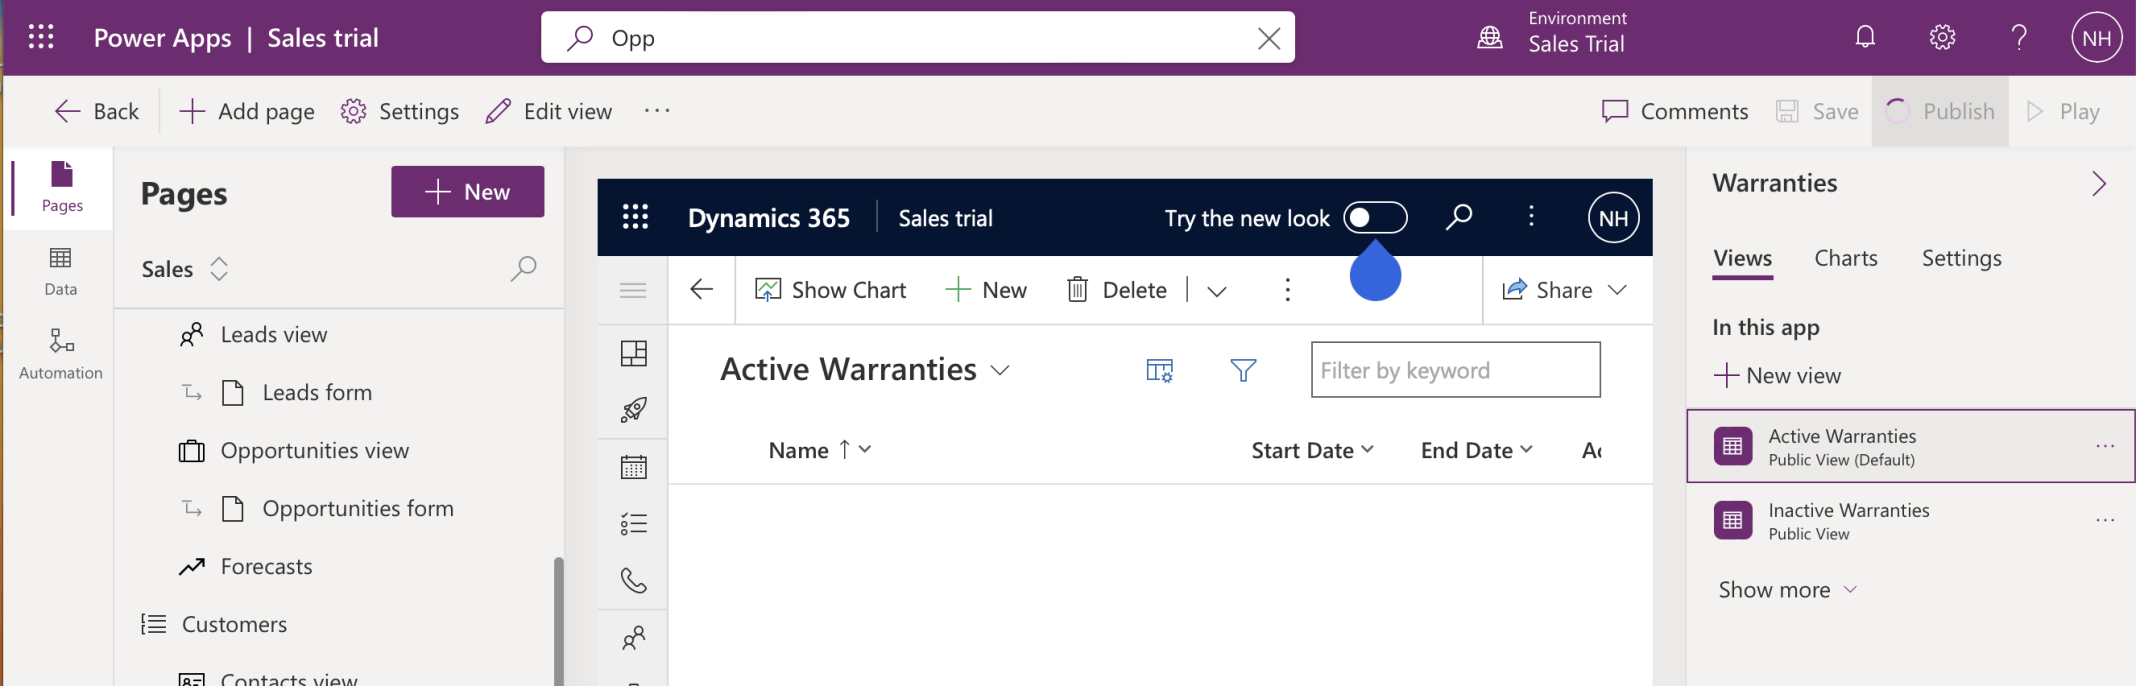 Power Apps | Sales trial
Opp
Environment
Sales Trial
NH
Back
Add page
Settings
Edit view
Comments
Save
Publish
Play
Pages
Data
Automation
Pages
New
Sales
Leads view
Leads form
Opportunities view
Opportunities form
Forecasts
Customers
Contacts view
Dynamics 365
Sales trial
Try the new look
NH
Show Chart
New
Delete
Share
Active Warranties
Filter by keyword
Name
Start Date
End Date
Warranties
Views
Charts
Settings
In this app
New view
Active Warranties
Public View (Default)
Inactive Warranties
Public View
Show more